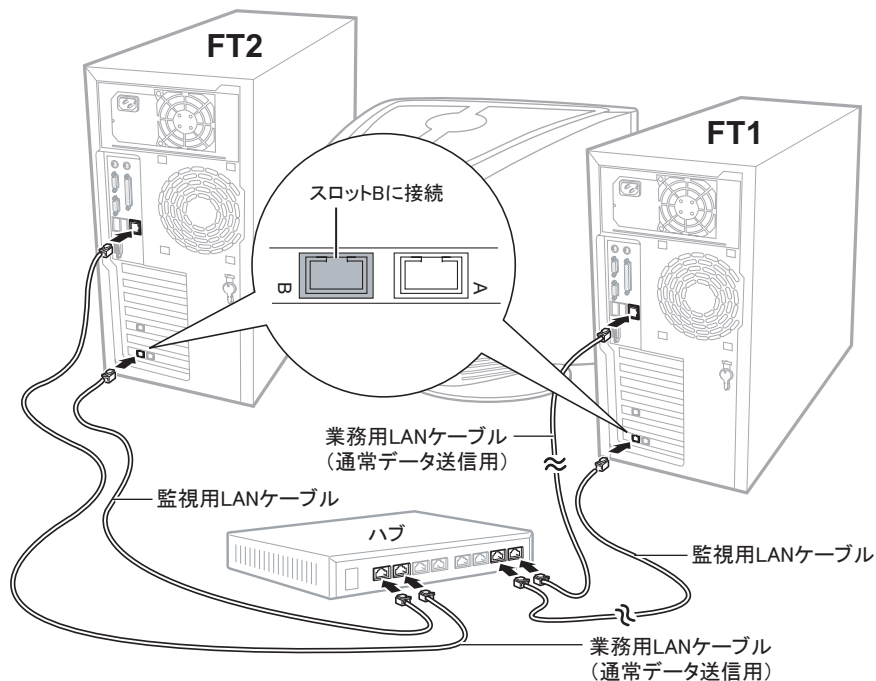 FT2
FT1
スロットBに接続
B
A
業務用LANケーブル
（通常データ送信用）
監視用LANケーブル
ハブ
監視用LANケーブル
業務用LANケーブル
（通常データ送信用）